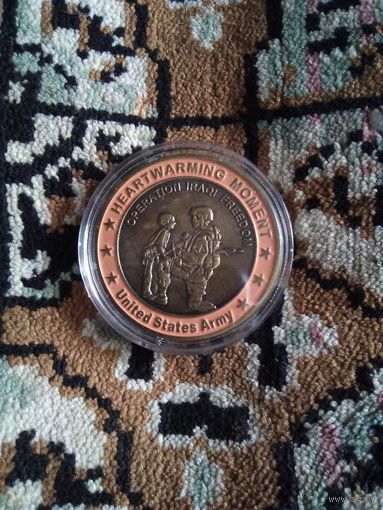 HEARTWARMING MOMENT
OPERATION IRAQI FREEDOM
United States Army